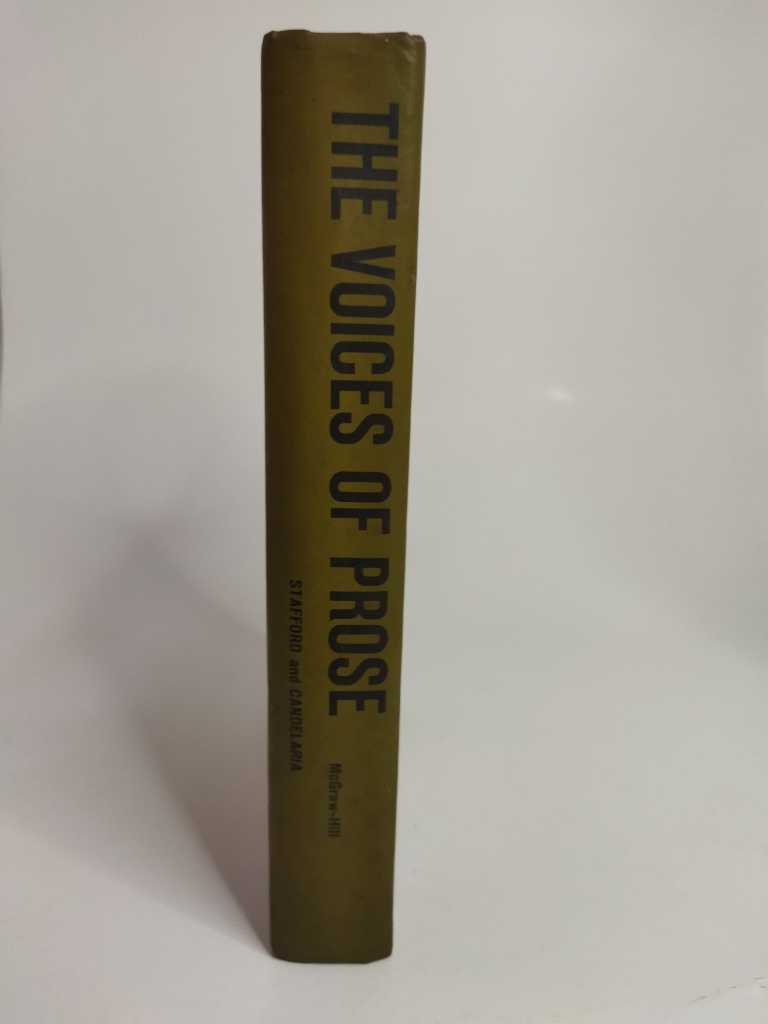 THE VOICES OF PROSE
STAFFORD and CANDELARIA
McGraw-Hill